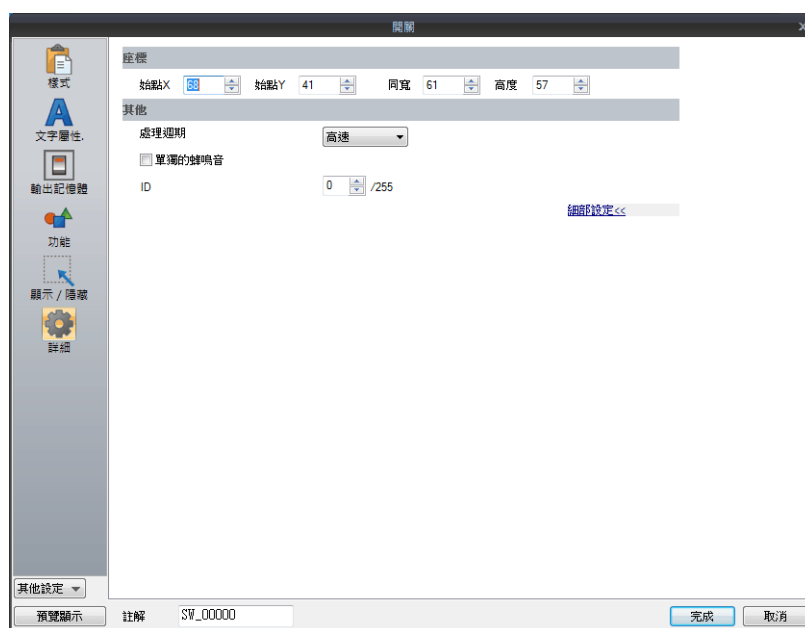 開關
樣式
文字屬性.
輸出記憶體
功能
顯示 / 隱藏
詳細
座標
始點X 68 始點Y 41 同寬 61 高度 57
其他
處理週期 高速
單獨的蜂鳴音
ID 0 /255
細部設定<<
其他設定
預覽顯示 註解 SW_00000 完成 取消